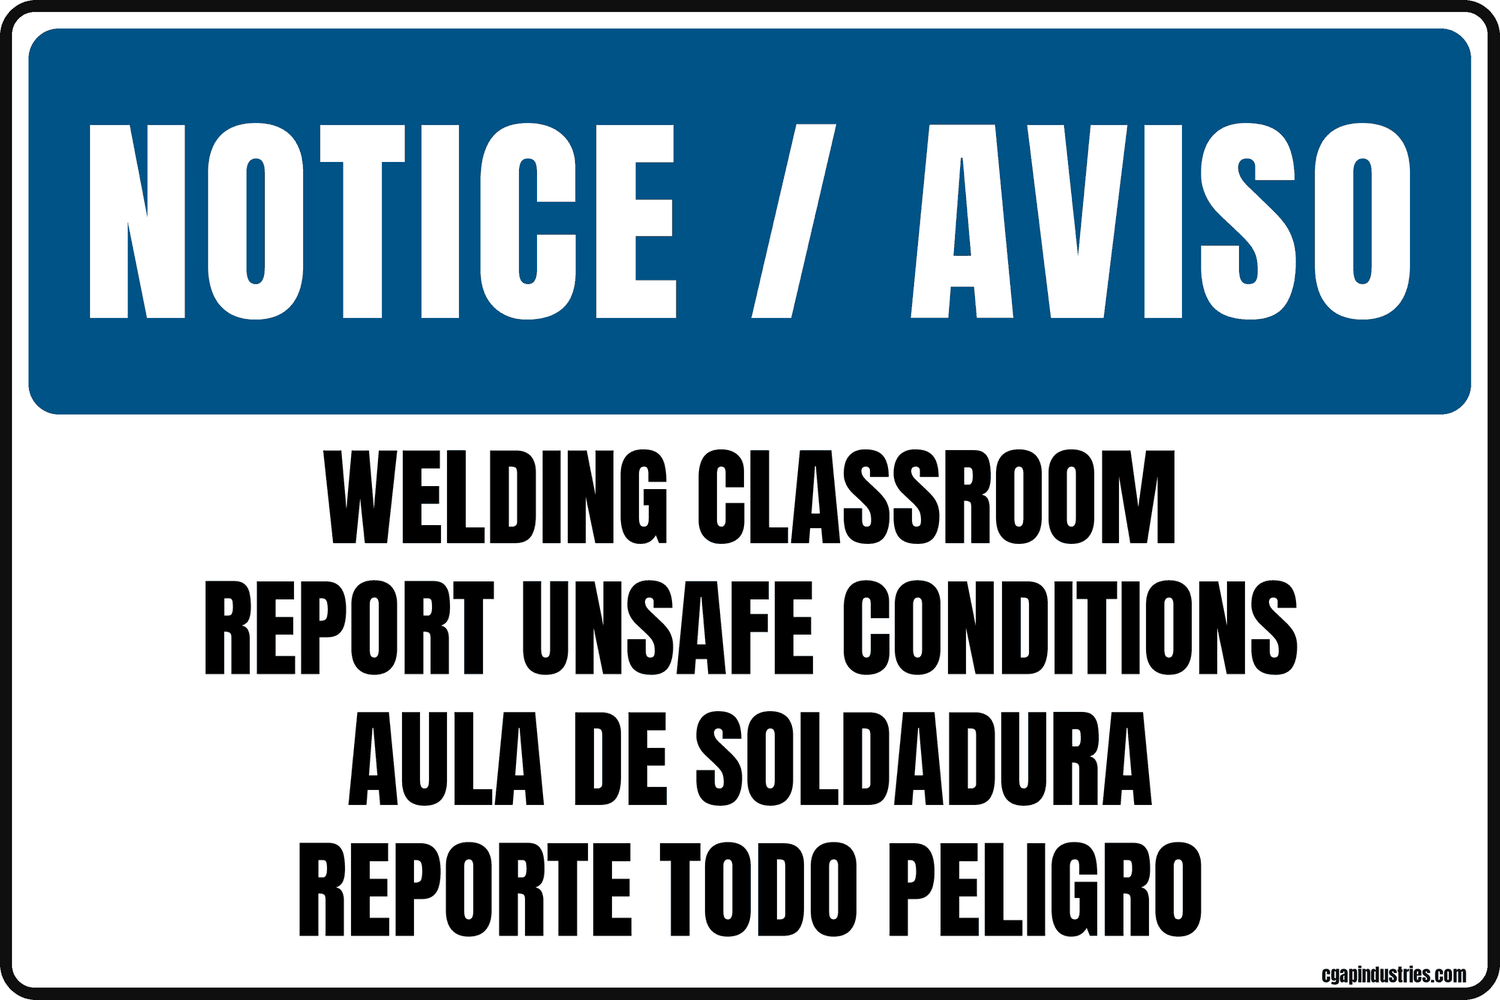 NOTICE / AVISO
WELDING CLASSROOM
REPORT UNSAFE CONDITIONS
AULA DE SOLDADURA
REPORTE TODO PELIGRO
cgapindustries.com